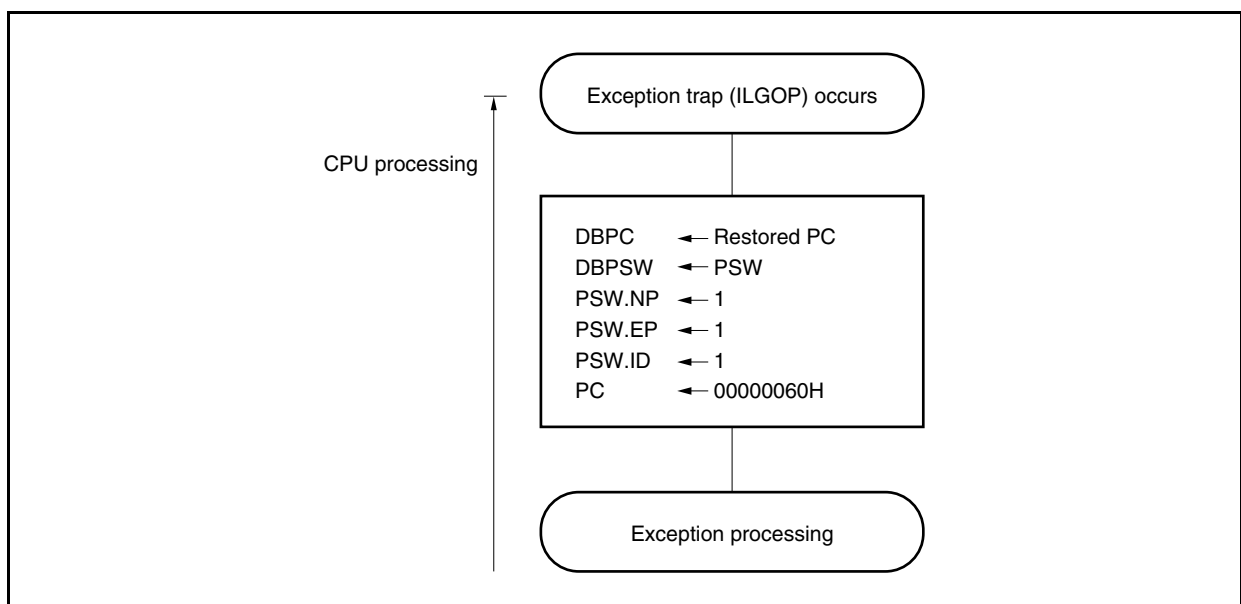 Exception trap (ILGOP) occurs
CPU processing
DBPC ← Restored PC
DBPSW ← PSW
PSW.NP ← 1
PSW.EP ← 1
PSW.ID ← 1
PC ← 00000060H
Exception processing